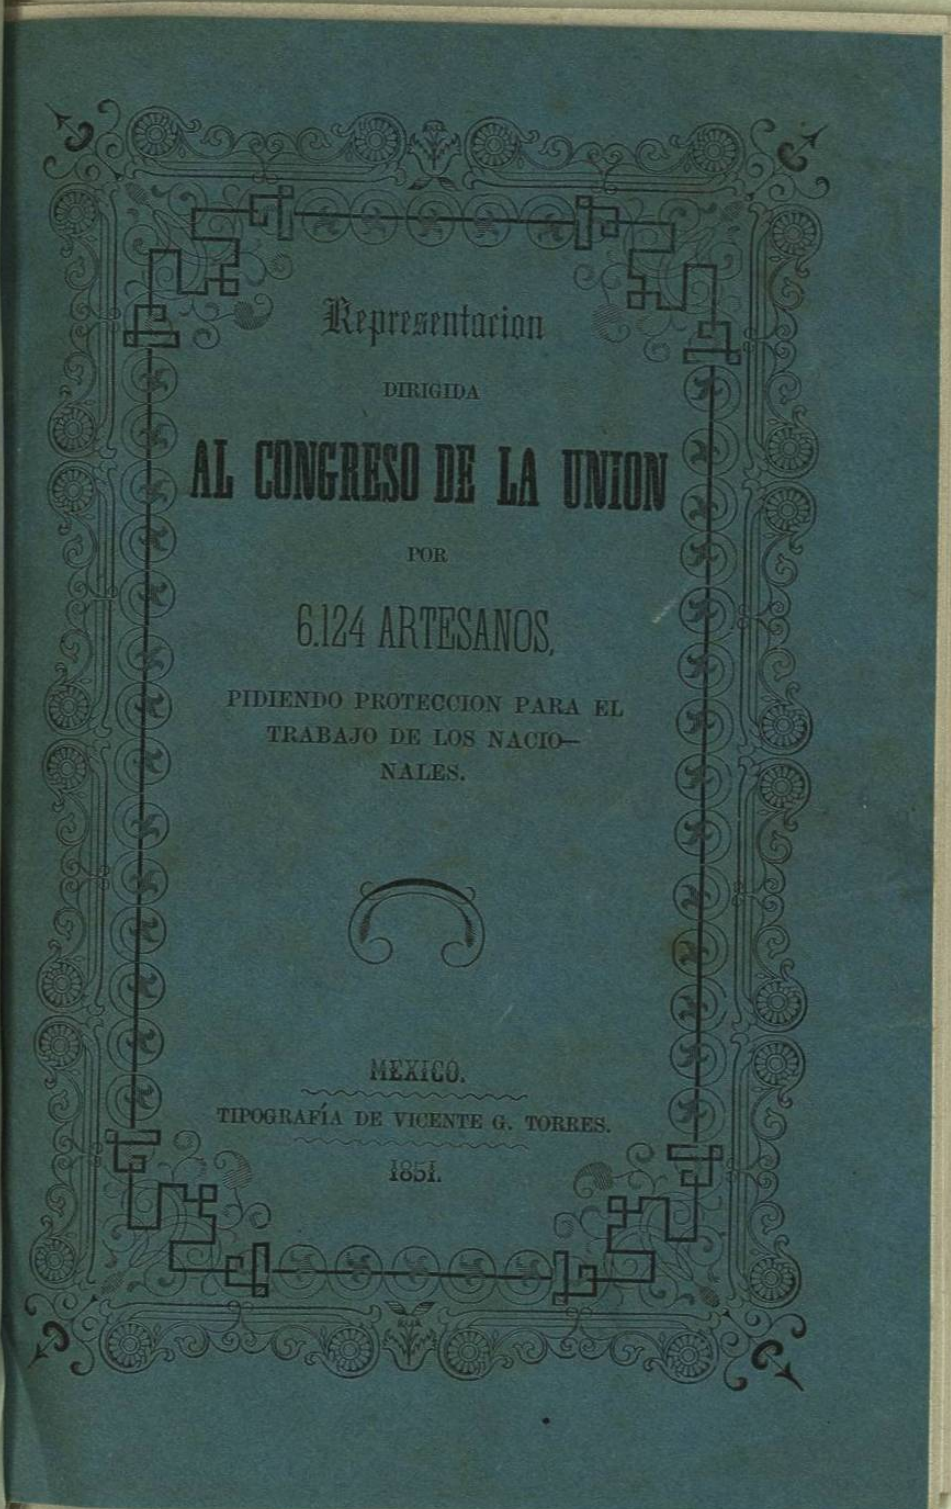 Representacion
DIRIGIDA
AL CONGRESO DE LA UNION
POR
6.124 ARTESANOS,
PIDIENDO PROTECCION PARA EL
TRABAJO DE LOS NACIO—
NALES.
MEXICO.
TIPOGRAFÍA DE VICENTE G. TORRES.
1851.